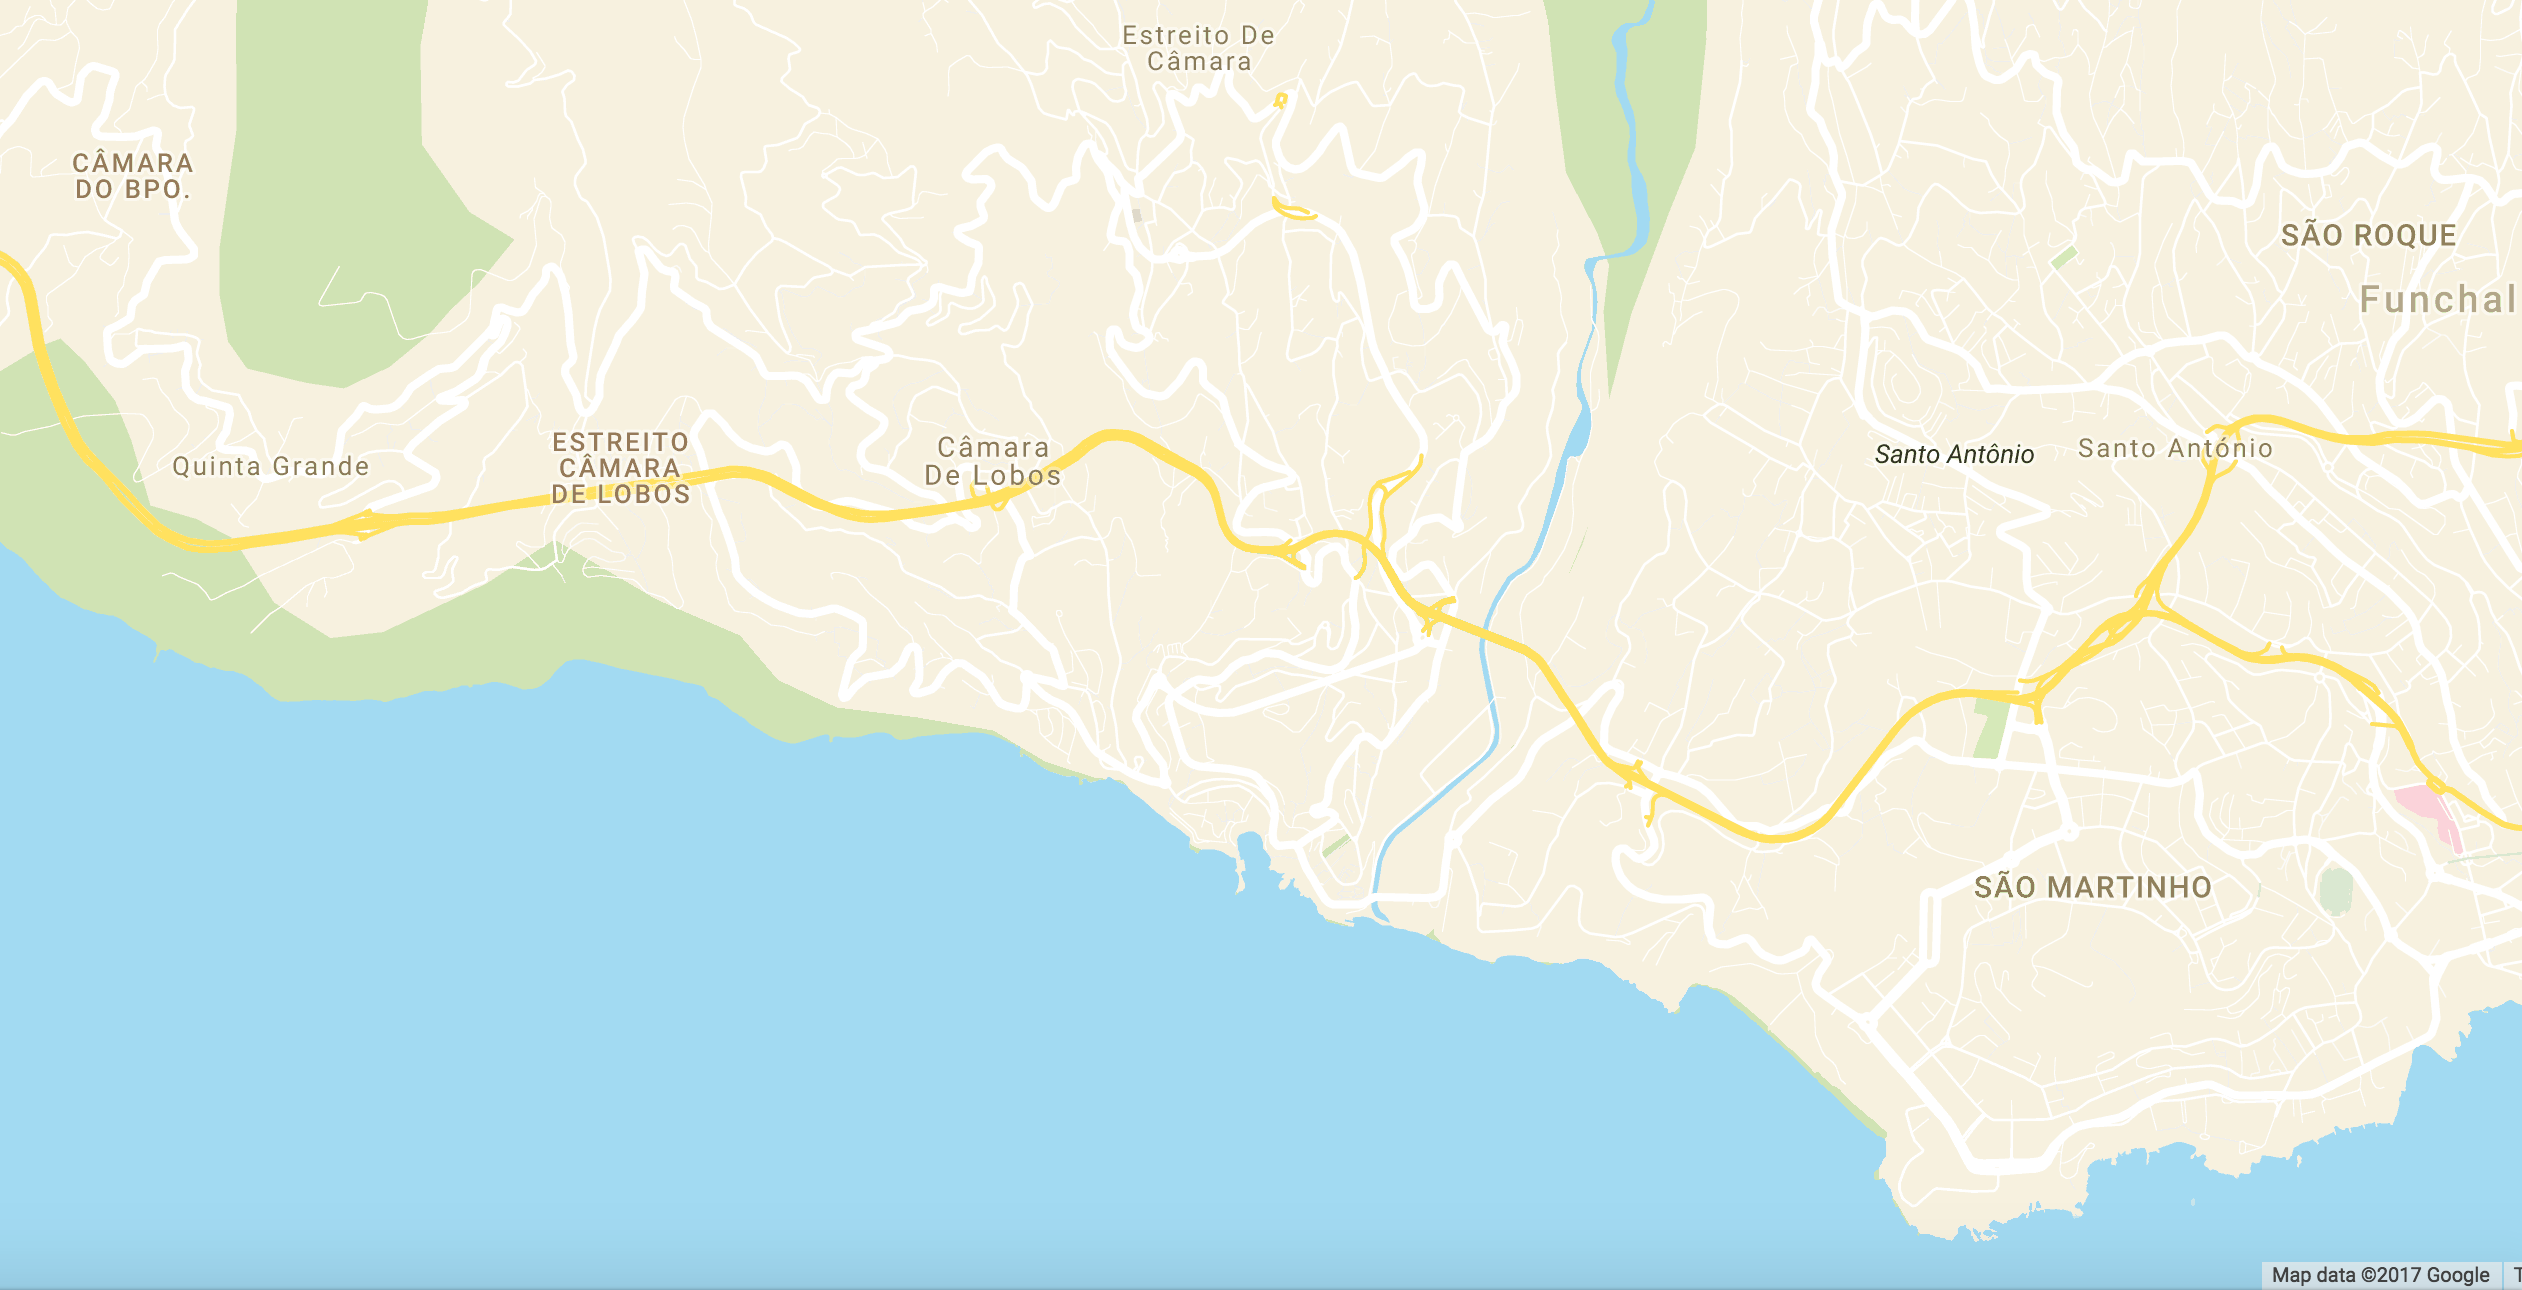 Estreito De
Câmara
CÂMARA
DO BPO.
SÃO ROQUE
Funchal
Quinta Grande
ESTREITO
CÂMARA
DE LOBOS
Câmara
De Lobos
Santo Antônio
Santo António
SÃO MARTINHO
Map data ©2017 Google